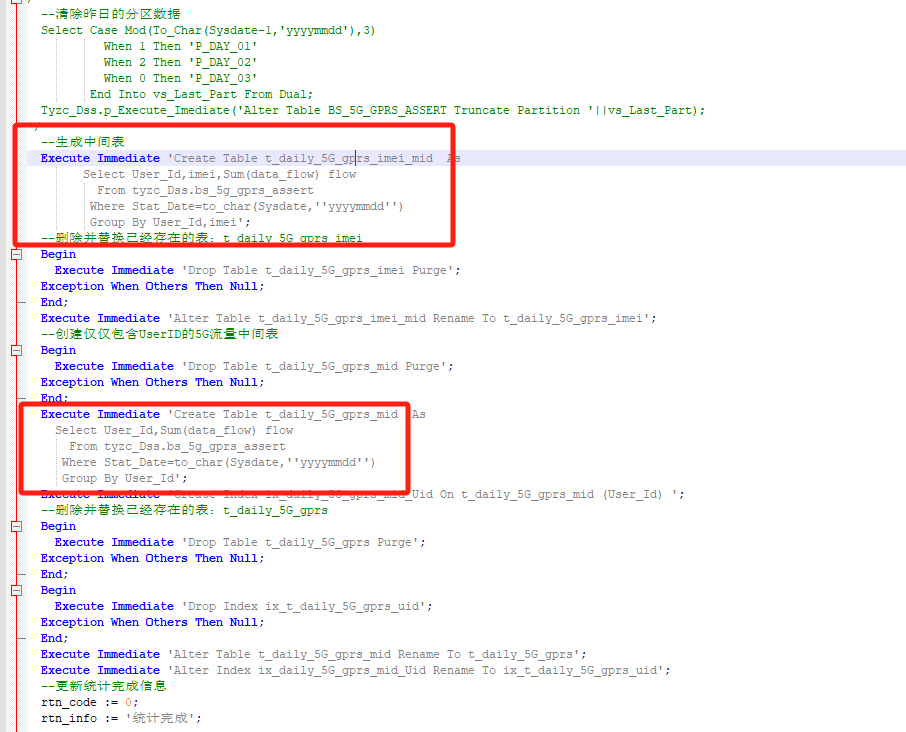 --清除昨日的分区数据
Select Case Mod(To_Char(Sysdate-1,'yyyymmdd'),3)
When 1 Then 'P_DAY_01'
When 2 Then 'P_DAY_02'
When 0 Then 'P_DAY_03'
End Into vs_Last_Part From Dual;
Tyzc_Dss.p_Execute_Imediate('Alter Table BS_5G_GPRS_ASSERT Truncate Partition '||vs_Last_Part);
--生成中间表
Execute Immediate 'Create Table t_daily_5G_gprs_imei_mid As
Select User_Id,imei,Sum(data_flow) flow
From tyzc_Dss.bs_5g_gprs_assert
Where Stat_Date=to_char(Sysdate,''yyyymmdd'')
Group By User_Id,imei';
--删除并替换已经存在的表：t_daily_5G_gprs_imei
Begin
Execute Immediate 'Drop Table t_daily_5G_gprs_imei Purge';
Exception When Others Then Null;
End;
Execute Immediate 'Alter Table t_daily_5G_gprs_imei_mid Rename To t_daily_5G_gprs_imei';
--创建仅仅包含UserID的5G流量中间表
Begin
Execute Immediate 'Drop Table t_daily_5G_gprs_mid Purge';
Exception When Others Then Null;
End;
Execute Immediate 'Create Table t_daily_5G_gprs_mid As
Select User_Id,Sum(data_flow) flow
From tyzc_Dss.bs_5g_gprs_assert
Where Stat_Date=to_char(Sysdate,''yyyymmdd'')
Group By User_Id';
Execute Immediate 'Create Index ix_daily_5G_gprs_mid_Uid On t_daily_5G_gprs_mid (User_Id) ';
--删除并替换已经存在的表：t_daily_5G_gprs
Begin
Execute Immediate 'Drop Table t_daily_5G_gprs Purge';
Exception When Others Then Null;
End;
Begin
Execute Immediate 'Drop Index ix_t_daily_5G_gprs_uid';
Exception When Others Then Null;
End;
Execute Immediate 'Alter Table t_daily_5G_gprs_mid Rename To t_daily_5G_gprs';
Execute Immediate 'Alter Index ix_daily_5G_gprs_mid_Uid Rename To ix_t_daily_5G_gprs_uid';
--更新统计完成信息
rtn_code := 0;
rtn_info := '统计完成';